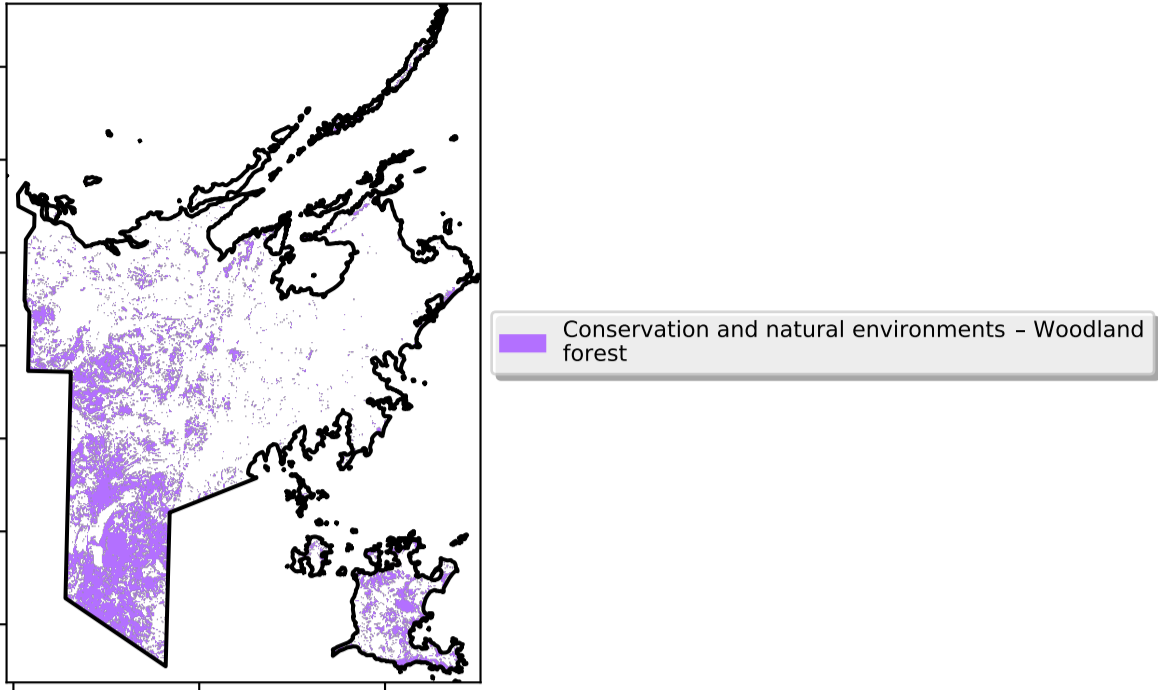 Conservation and natural environments – Woodland
forest